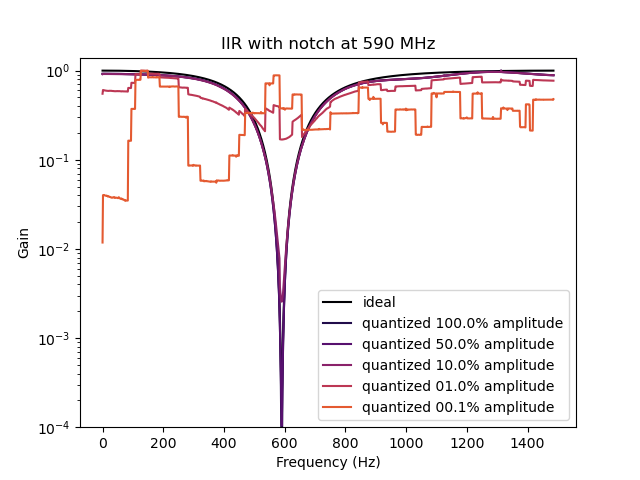 IIR with notch at 590 MHz
10⁰
10⁻¹
10⁻²
10⁻³
10⁻⁴
Gain
ideal
quantized 100.0% amplitude
quantized 50.0% amplitude
quantized 10.0% amplitude
quantized 01.0% amplitude
quantized 00.1% amplitude
0 200 400 600 800 1000 1200 1400
Frequency (Hz)